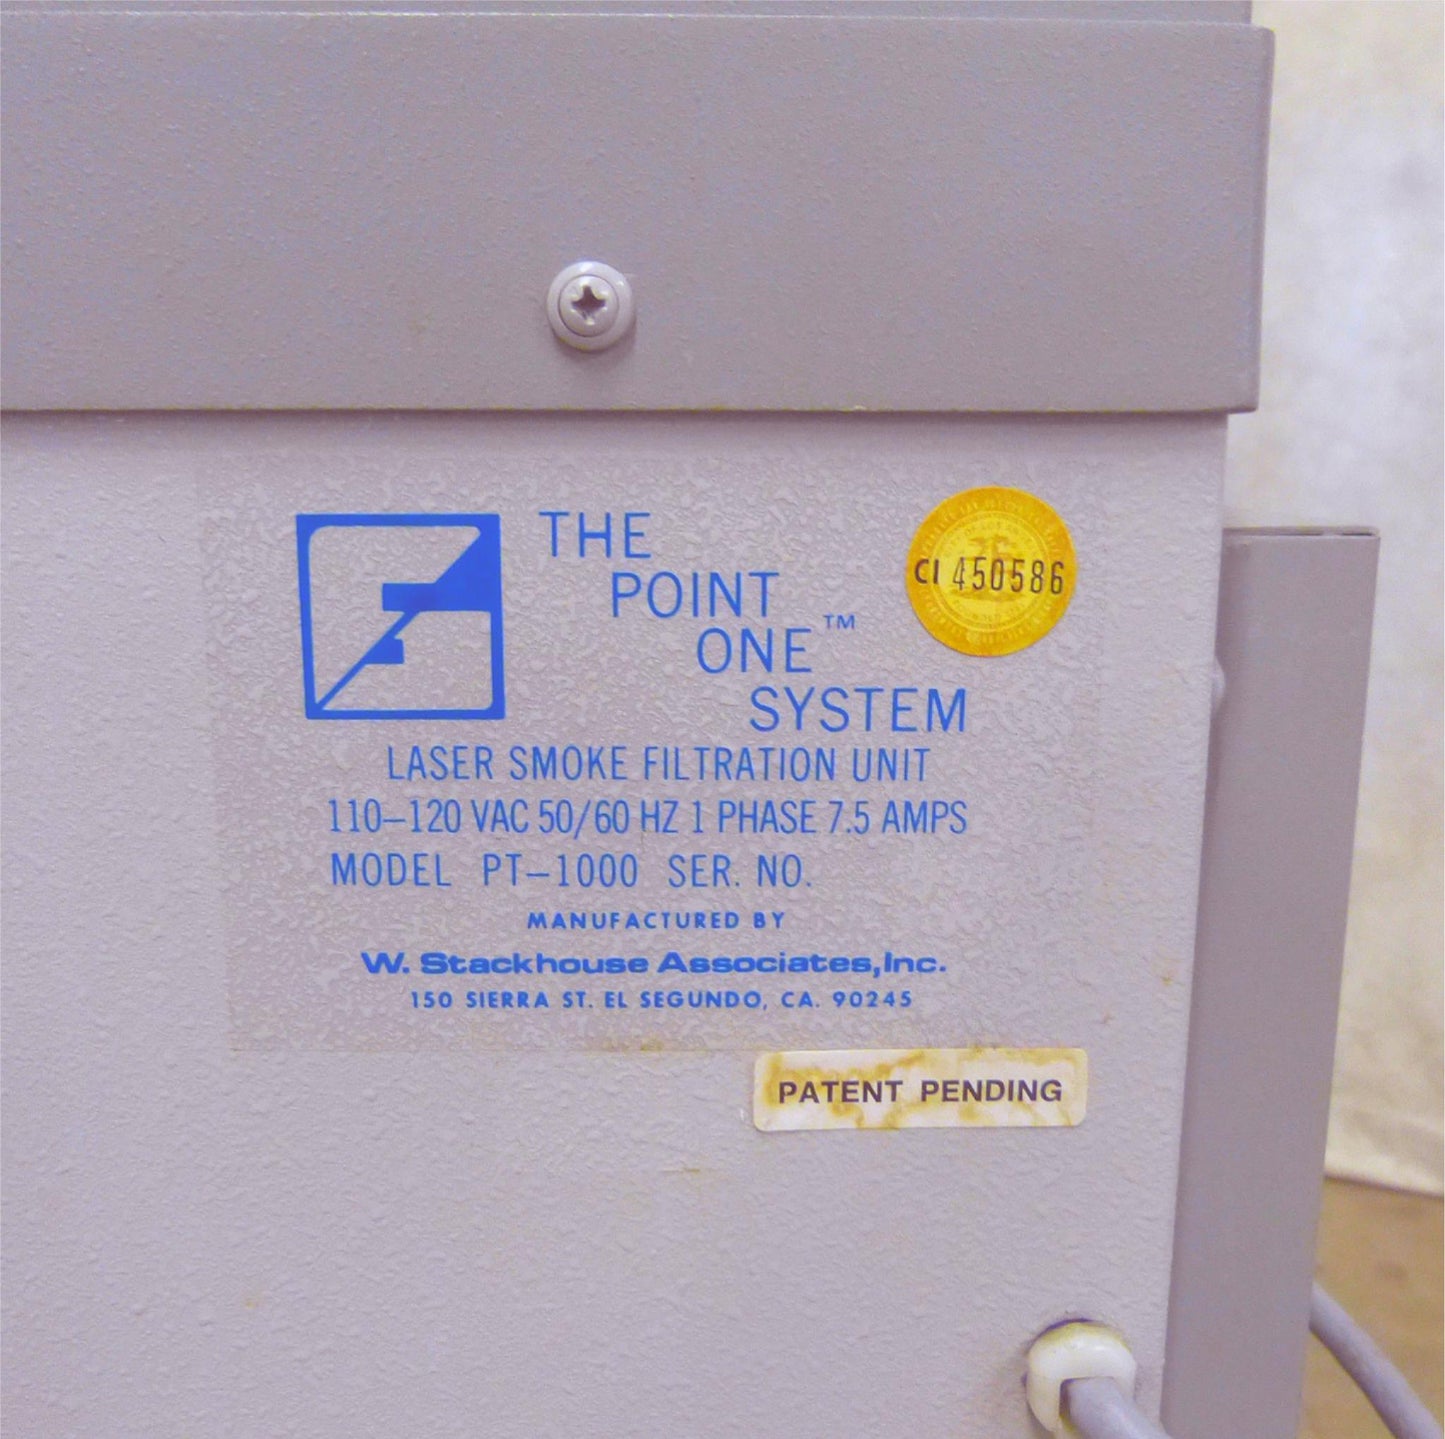 THE
POINT
ONE™
SYSTEM
CI 450586
LASER SMOKE FILTRATION UNIT
110–120 VAC 50/60 HZ 1 PHASE 7.5 AMPS
MODEL PT–1000 SER. NO.
MANUFACTURED BY
W. Stackhouse Associates, Inc.
150 SIERRA ST. EL SEGUNDO, CA. 90245
PATENT PENDING